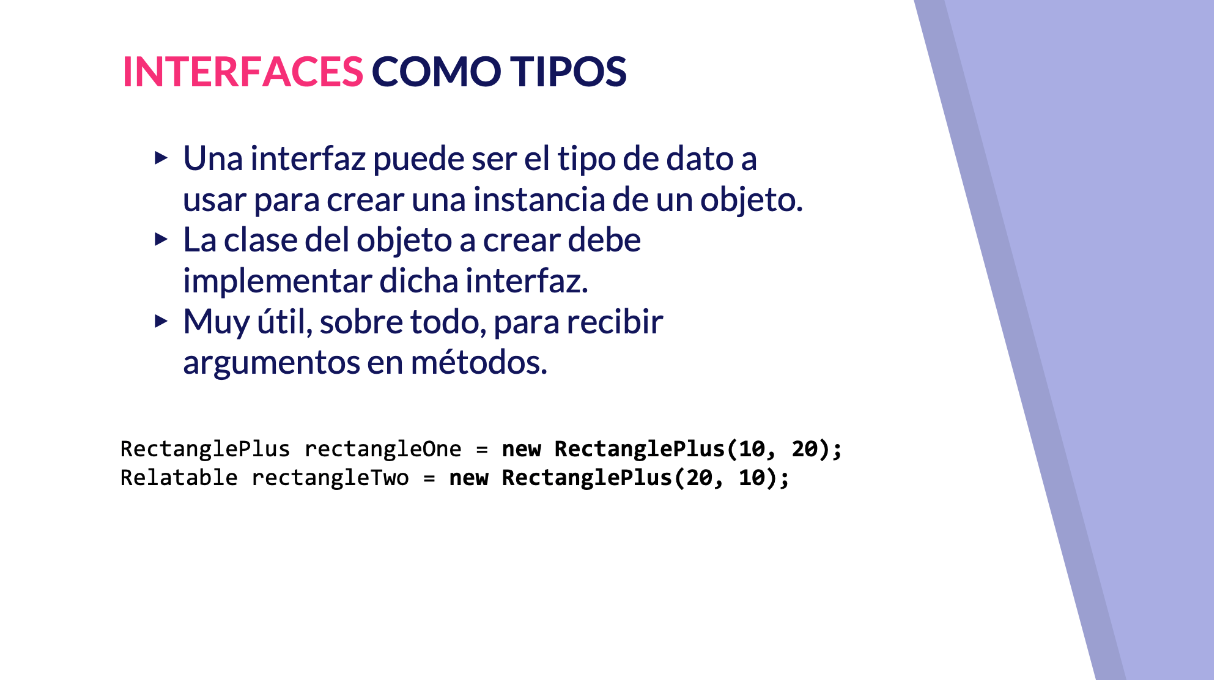 INTERFACES COMO TIPOS
▸ Una interfaz puede ser el tipo de dato a
usar para crear una instancia de un objeto.
▸ La clase del objeto a crear debe
implementar dicha interfaz.
▸ Muy útil, sobre todo, para recibir
argumentos en métodos.
RectanglePlus rectangleOne = new RectanglePlus(10, 20);
Relatable rectangleTwo = new RectanglePlus(20, 10);